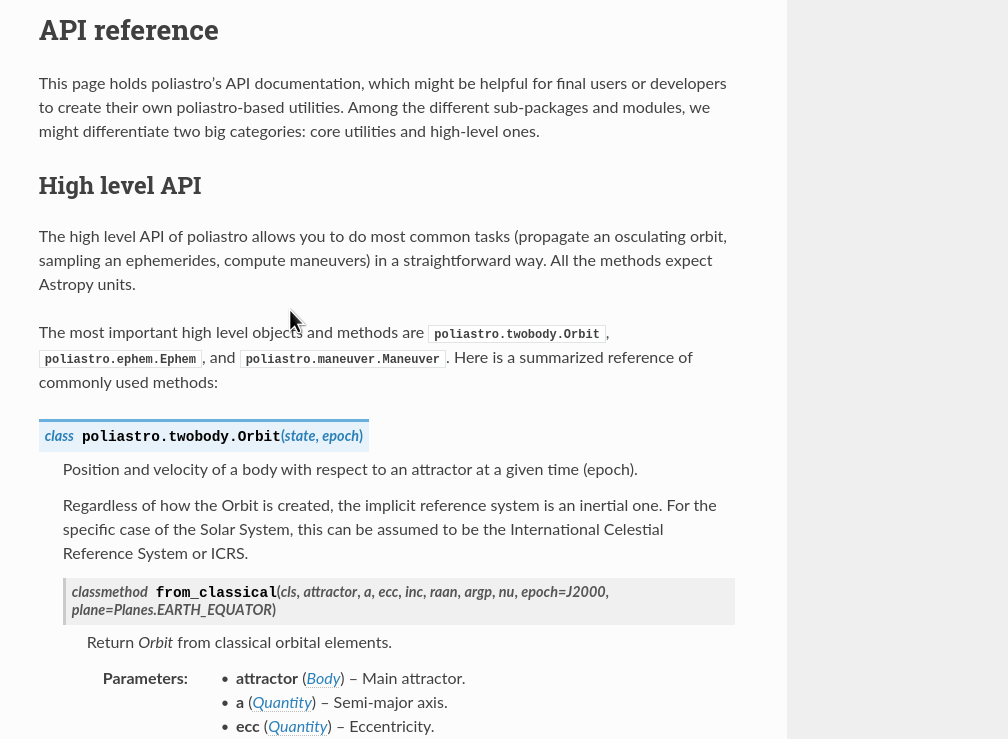 API reference
This page holds poliastro's API documentation, which might be helpful for final users or developers
to create their own poliastro-based utilities. Among the different sub-packages and modules, we
might differentiate two big categories: core utilities and high-level ones.
High level API
The high level API of poliastro allows you to do most common tasks (propagate an osculating orbit,
sampling an ephemerides, compute maneuvers) in a straightforward way. All the methods expect
Astropy units.
The most important high level objects and methods are poliastro.twobody.Orbit,
poliastro.ephem.Ephem, and poliastro.maneuver.Maneuver. Here is a summarized reference of
commonly used methods:
class poliastro.twobody.Orbit(state, epoch)
Position and velocity of a body with respect to an attractor at a given time (epoch).
Regardless of how the Orbit is created, the implicit reference system is an inertial one. For the
specific case of the Solar System, this can be assumed to be the International Celestial
Reference System or ICRS.
classmethod from_classical(cls, attractor, a, ecc, inc, raan, argp, nu, epoch=J2000,
plane=Planes.EARTH_EQUATOR)
Return Orbit from classical orbital elements.
Parameters: • attractor (Body) – Main attractor.
• a (Quantity) – Semi-major axis.
• ecc (Quantity) – Eccentricity.